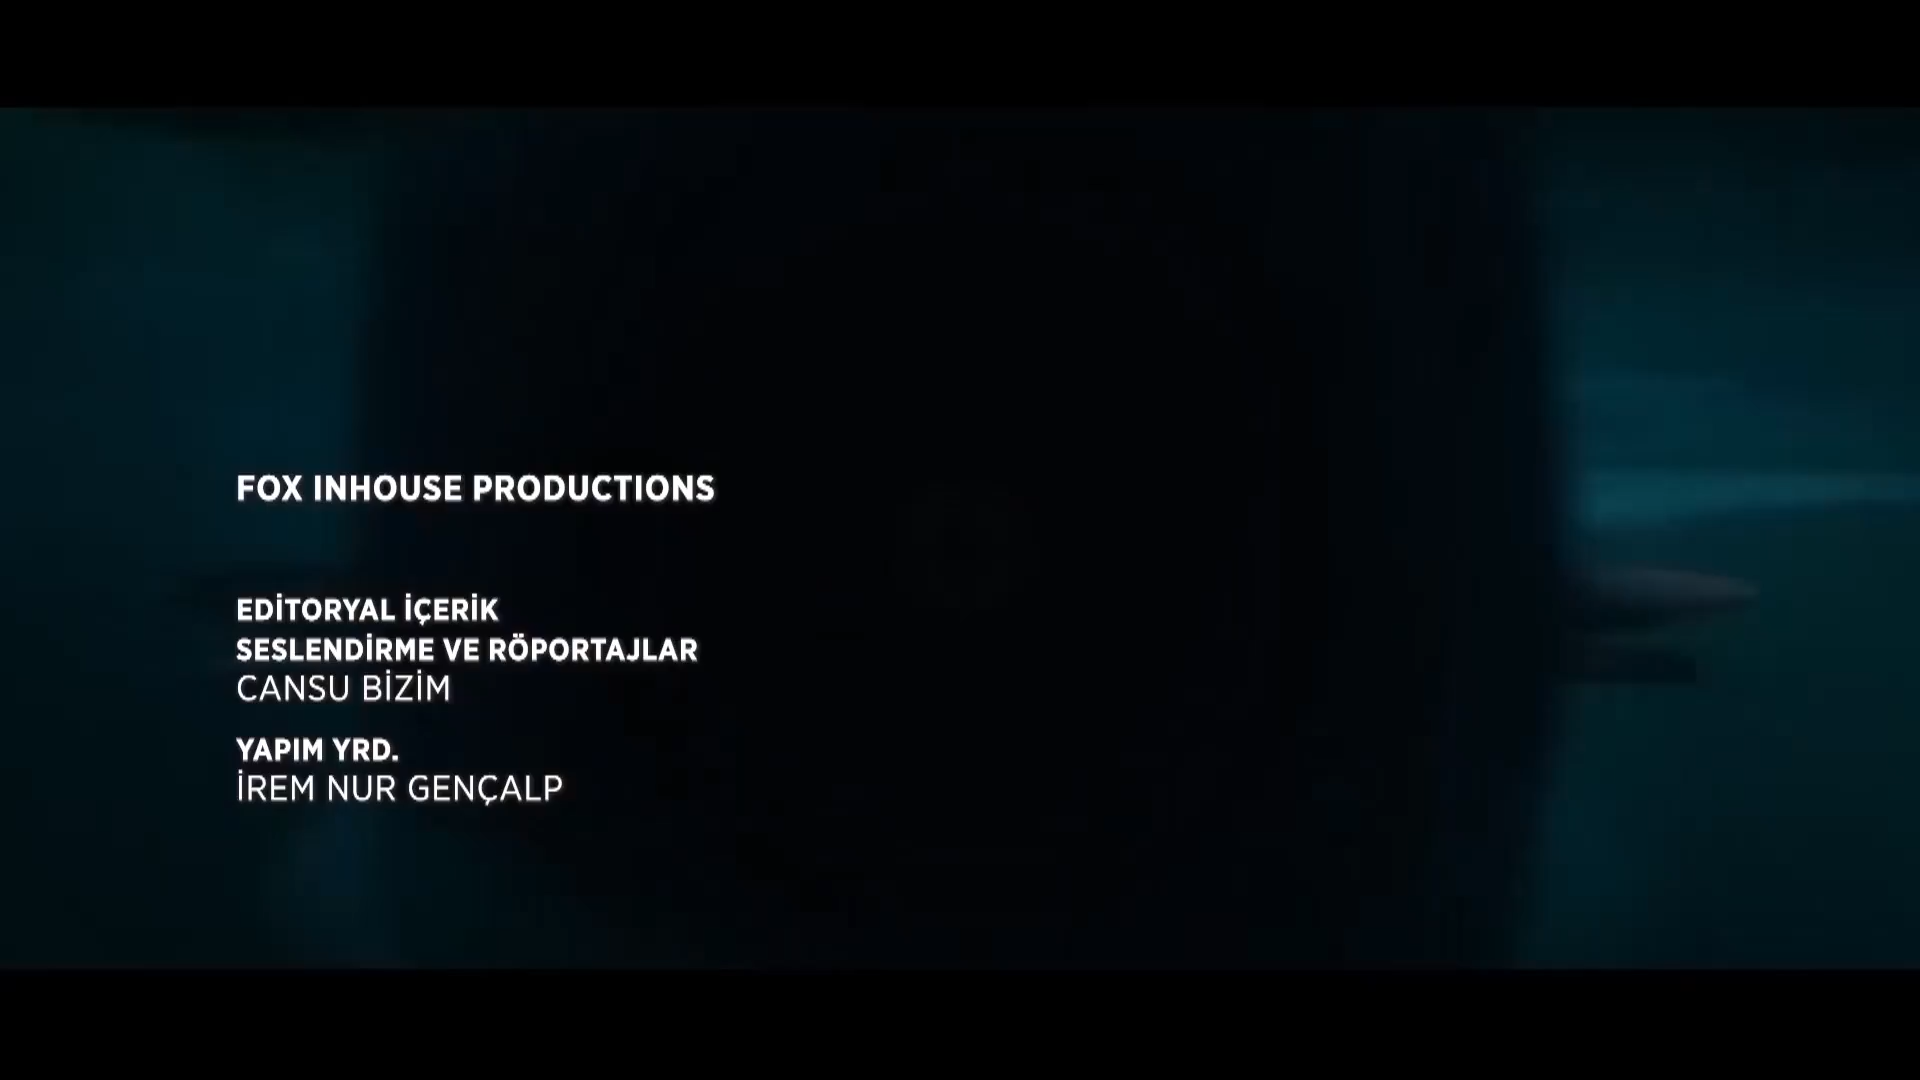 FOX INHOUSE PRODUCTIONS
EDİTORYAL İÇERİK
SESLENDİRME VE RÖPORTAJLAR
CANSU BİZİM
YAPIM YRD.
İREM NUR GENÇALP